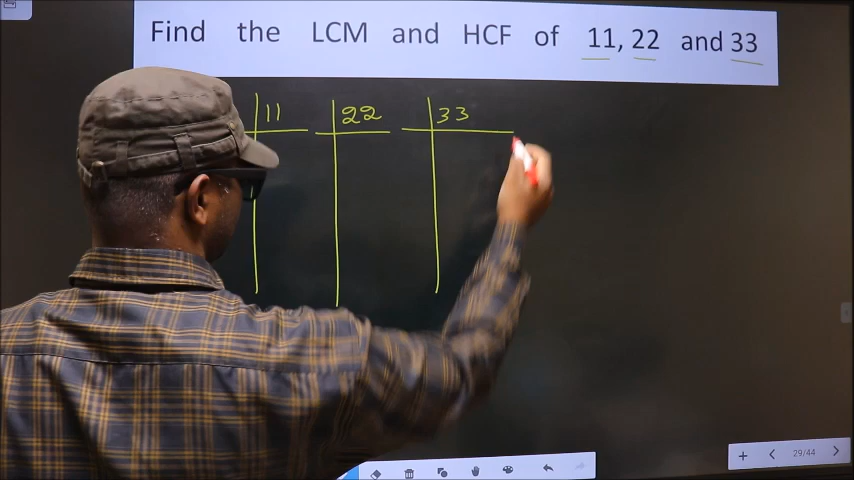 Find the LCM and HCF of 11, 22 and 33
11 22 33
29/44